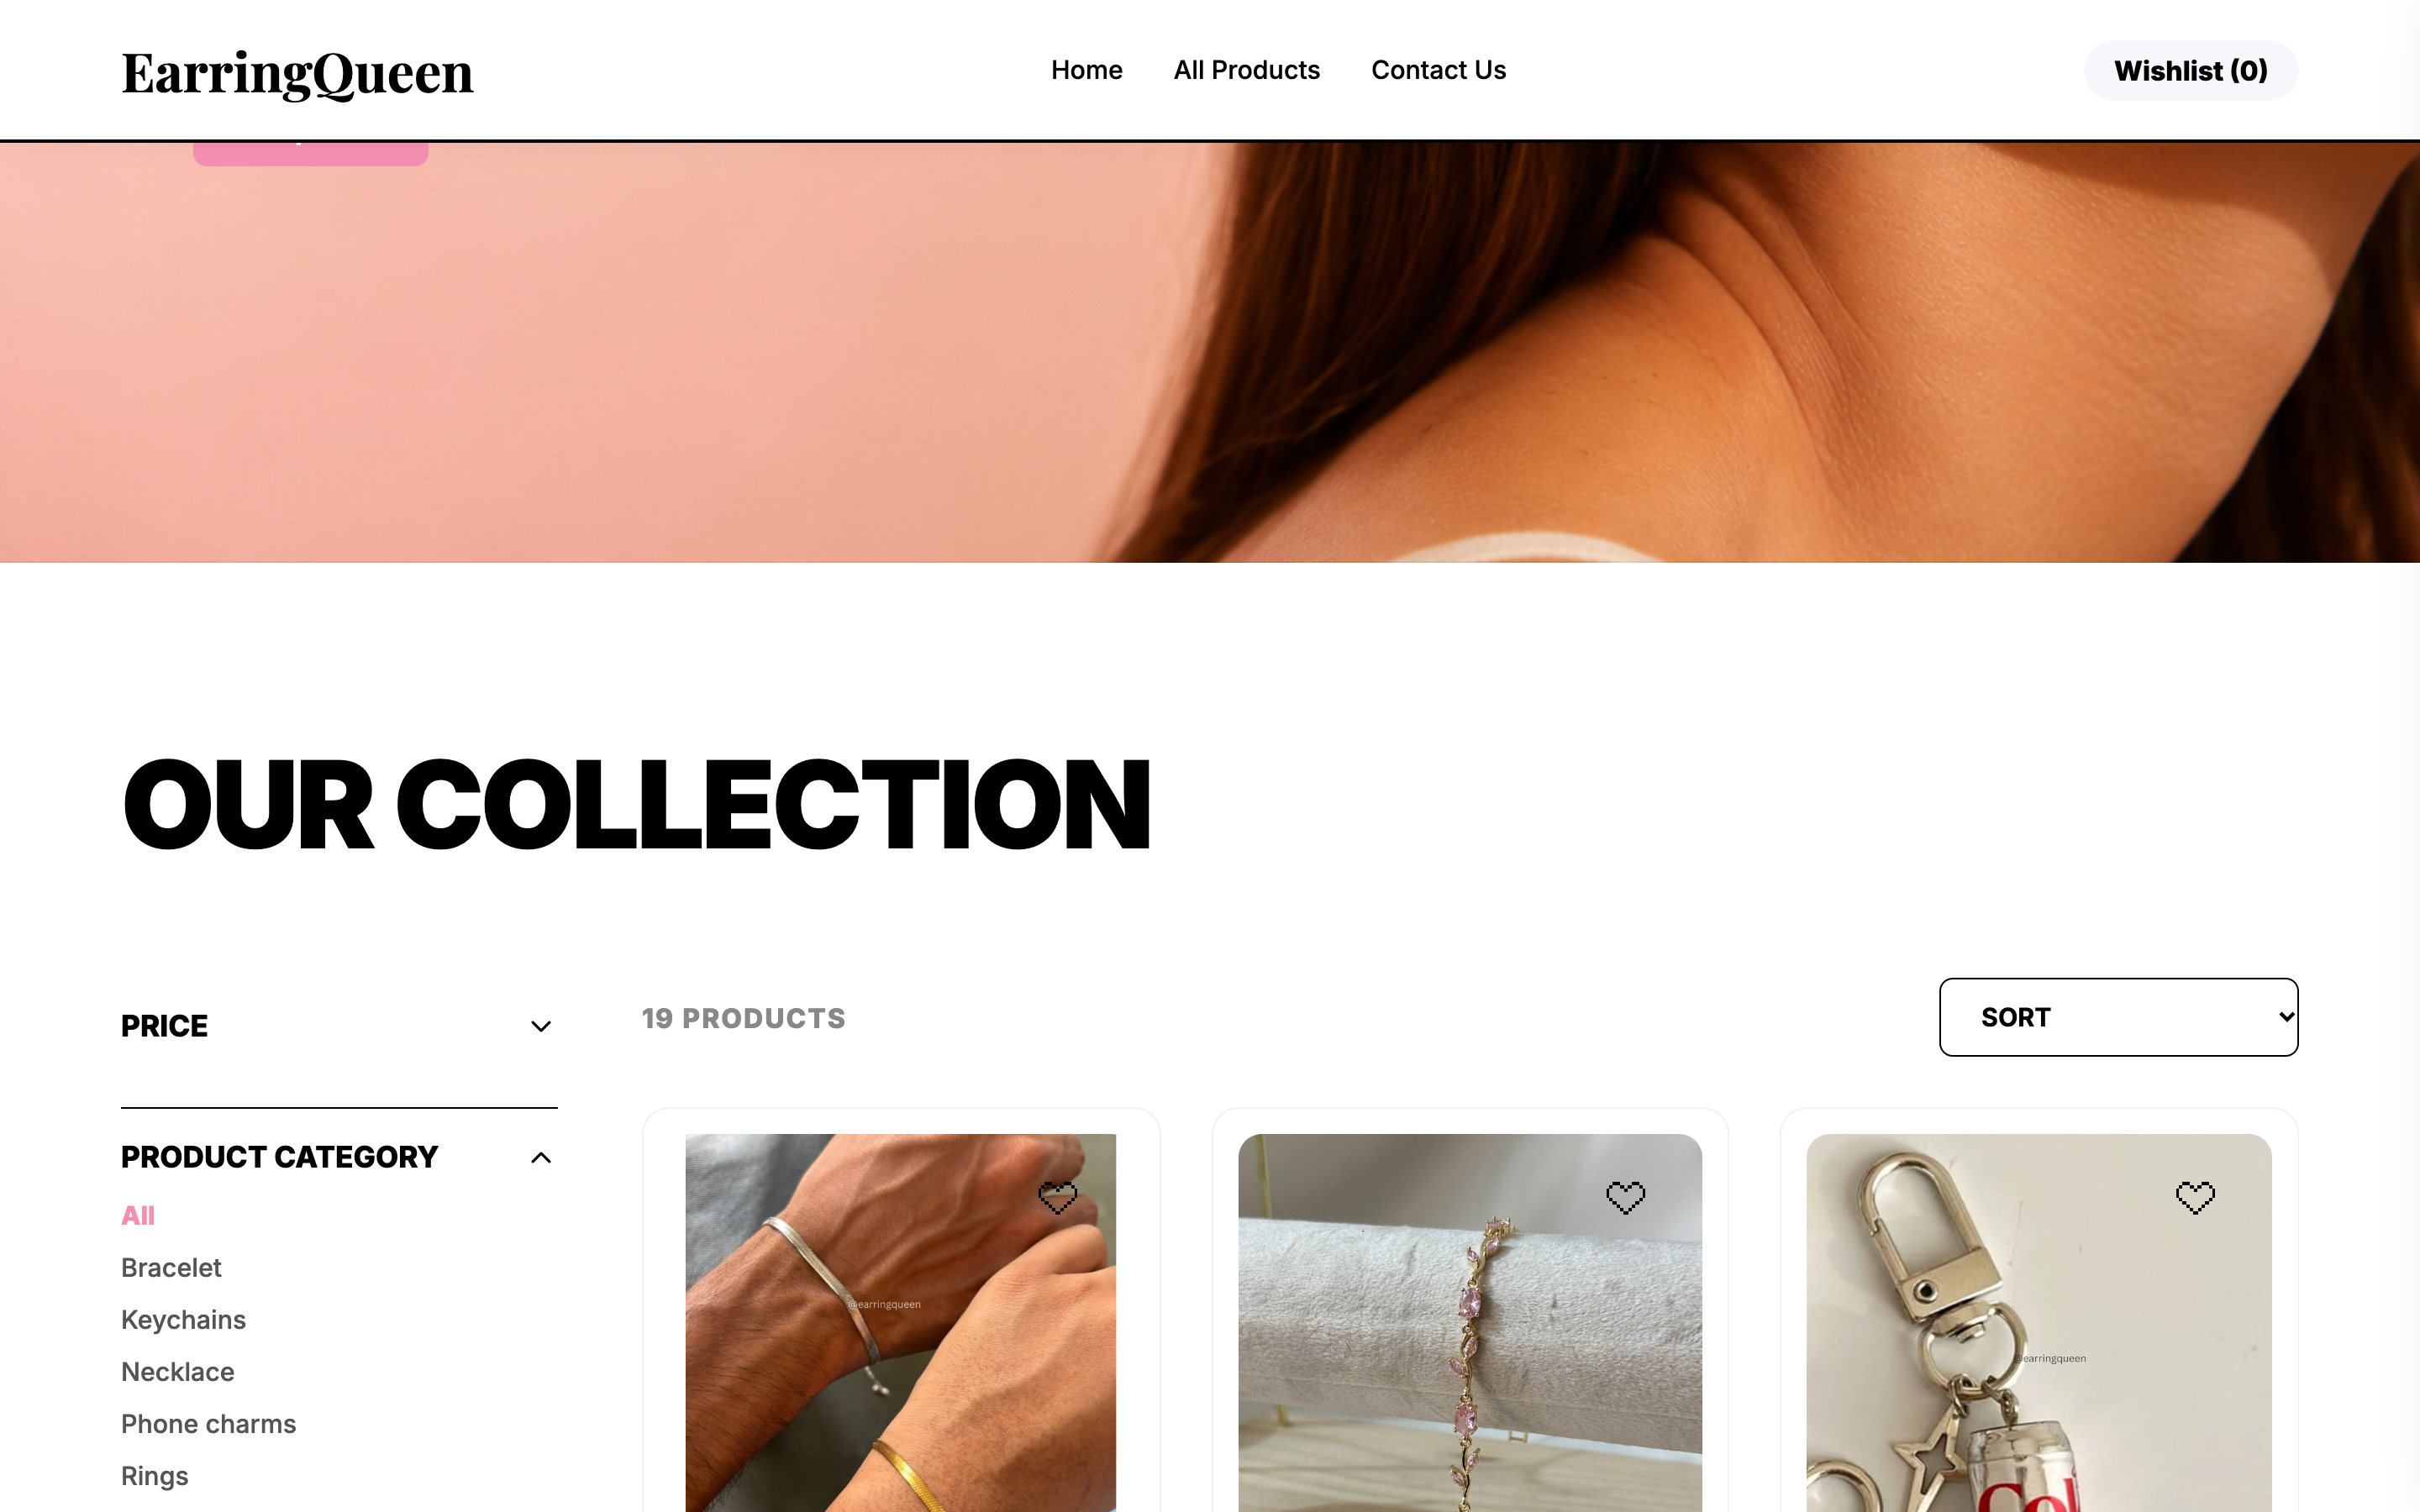 EarringQueen
Home
All Products
Contact Us
Wishlist (0)
OUR COLLECTION
PRICE
19 PRODUCTS
SORT
PRODUCT CATEGORY
All
Bracelet
Keychains
Necklace
Phone charms
Rings
@earringqueen
@earringqueen